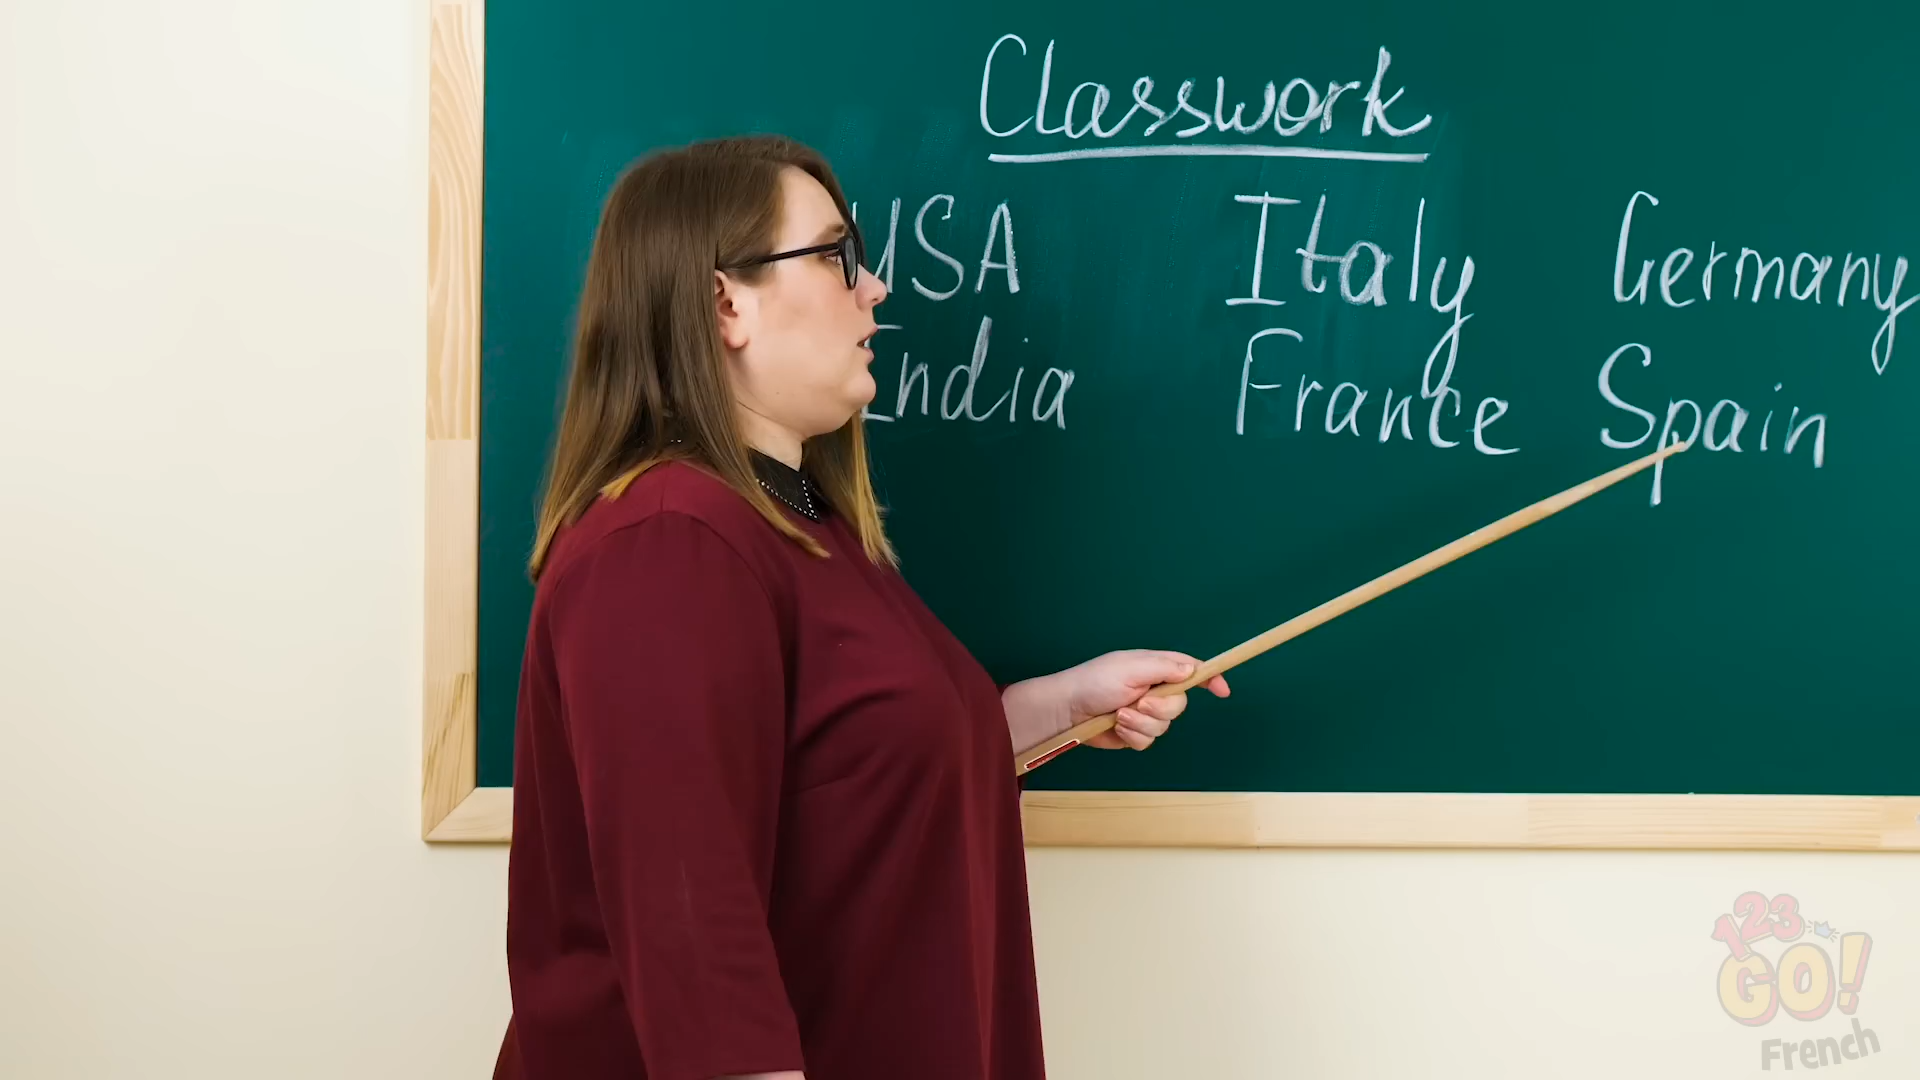 Classwork
USA Italy Germany
India France Spain
123
GO!
French